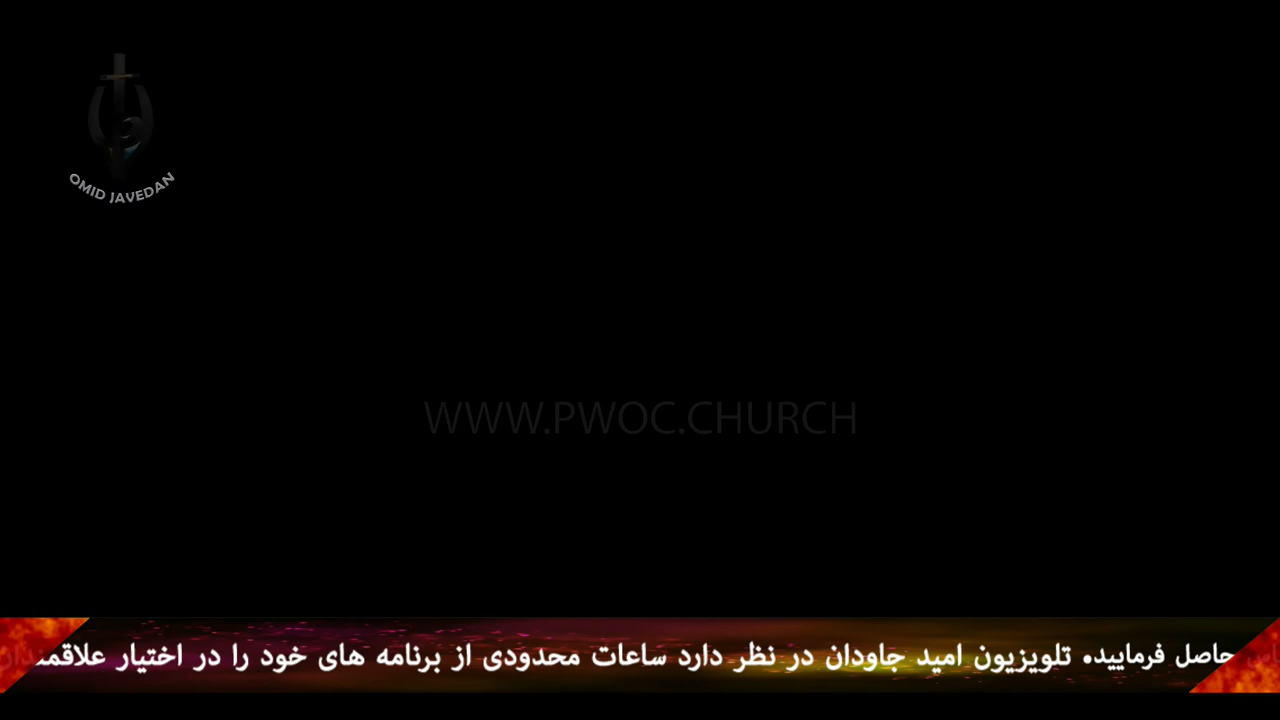 OMID JAVEDAN
WWW.PWOC.CHURCH
حاصل فرمایید. تلویزیون امید جاودان در نظر دارد ساعات محدودی از برنامه های خود را در اختیار